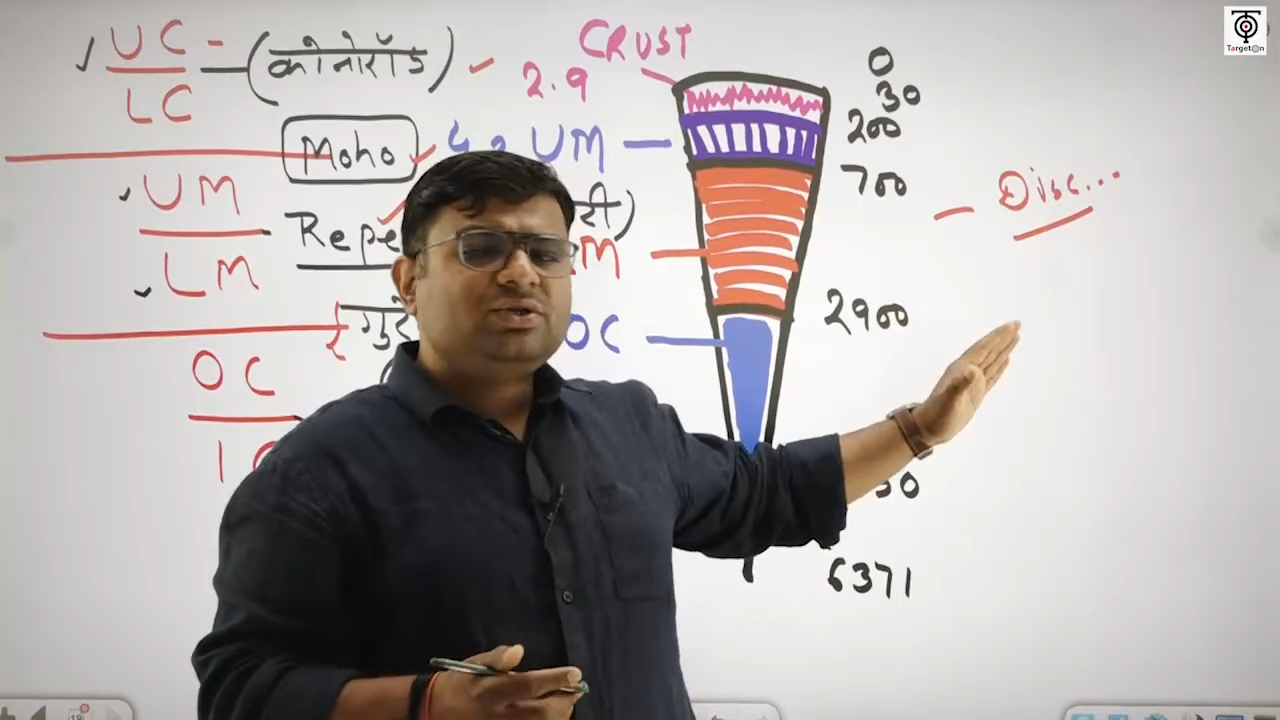 UC - (कोनोरॉड)
LC
CRUST
2.9
Moho
UM
UM
LM
Repe
OC
OC
0
30
200
700
2900
6371
Disc...
TargetOn